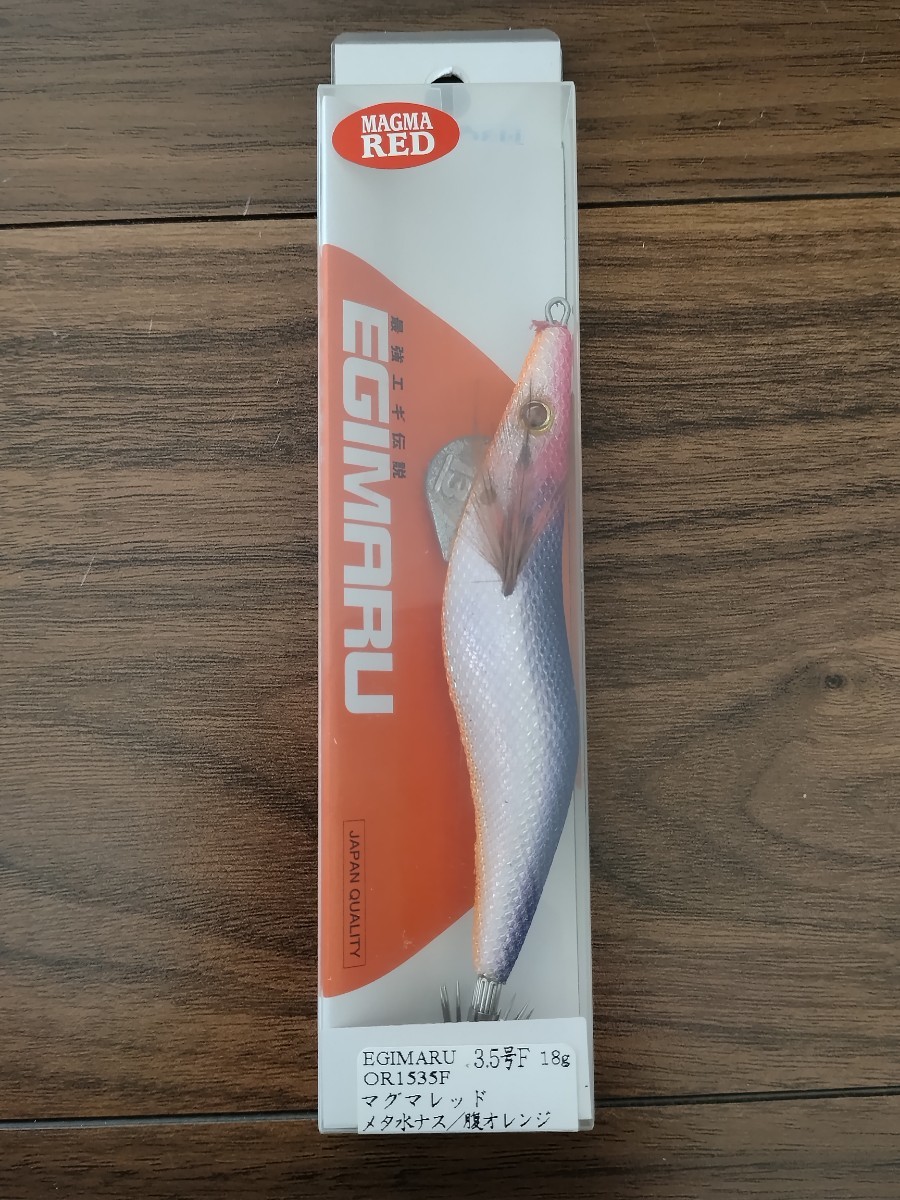 MAGMA
RED
最強エギ伝説
EGIMARU
JAPAN QUALITY
EGIMARU 3.5号F 18g
OR1535F
マグマレッド
メタ水ナス/腹オレンジ